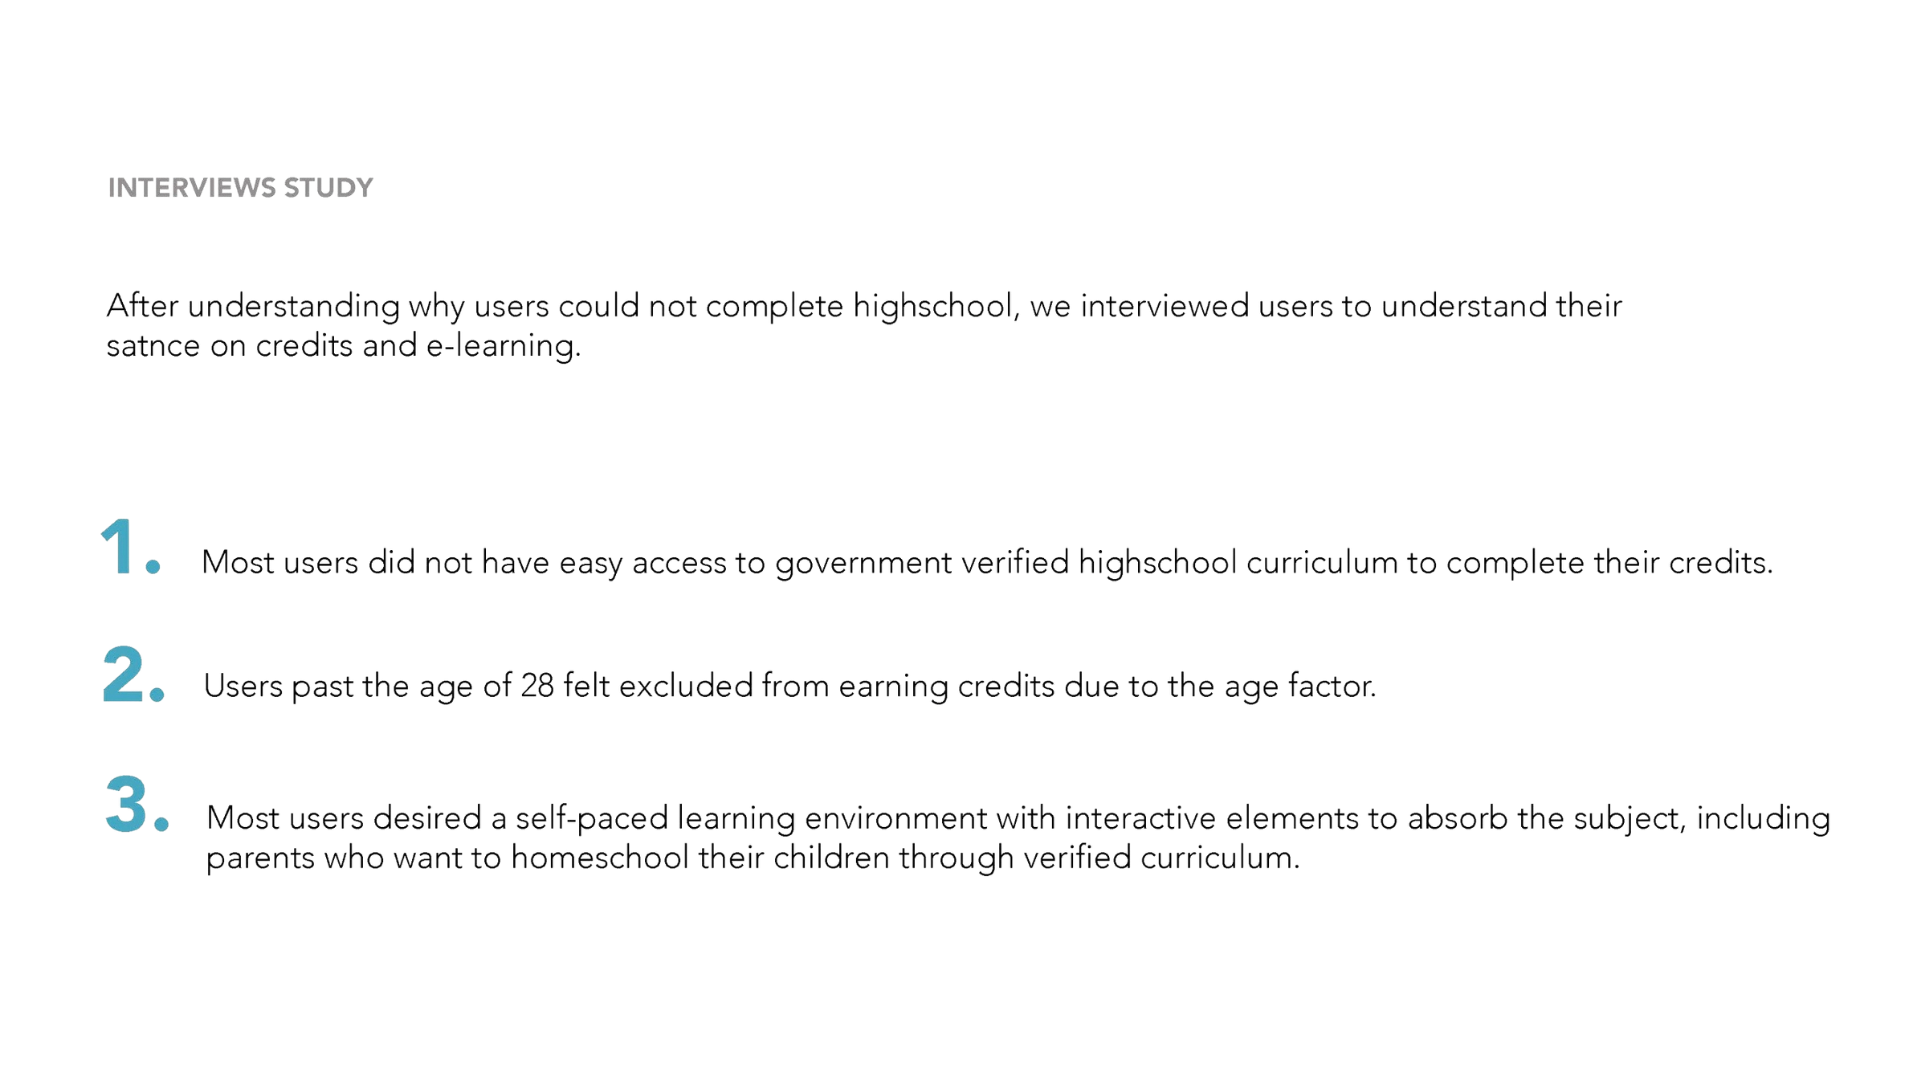 INTERVIEWS STUDY
After understanding why users could not complete highschool, we interviewed users to understand their
satnce on credits and e-learning.
1. Most users did not have easy access to government verified highschool curriculum to complete their credits.
2. Users past the age of 28 felt excluded from earning credits due to the age factor.
3. Most users desired a self-paced learning environment with interactive elements to absorb the subject, including
parents who want to homeschool their children through verified curriculum.